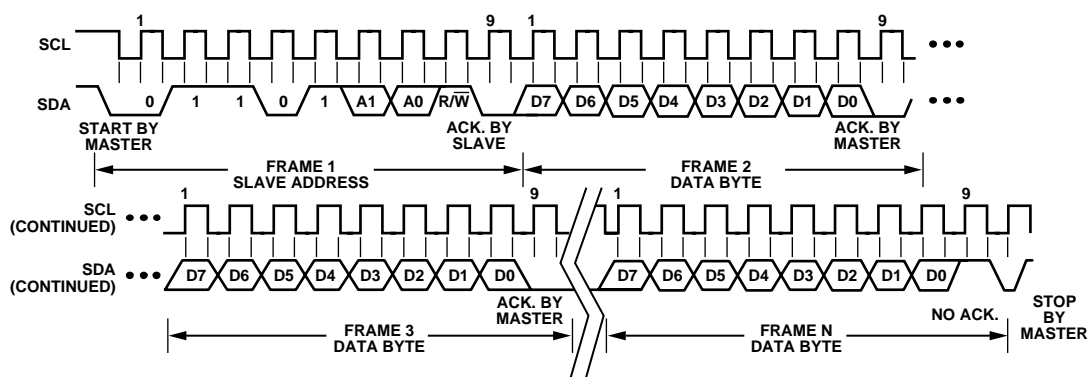 1 9 1 9
SCL
SDA 0 1 1 0 1 A1 A0 R/W̅ D7 D6 D5 D4 D3 D2 D1 D0
START BY MASTER
ACK. BY SLAVE
ACK. BY MASTER
FRAME 1 SLAVE ADDRESS
FRAME 2 DATA BYTE
1 9 1 9
SCL (CONTINUED)
SDA (CONTINUED) D7 D6 D5 D4 D3 D2 D1 D0 D7 D6 D5 D4 D3 D2 D1 D0
ACK. BY MASTER
NO ACK.
STOP BY MASTER
FRAME 3 DATA BYTE
FRAME N DATA BYTE